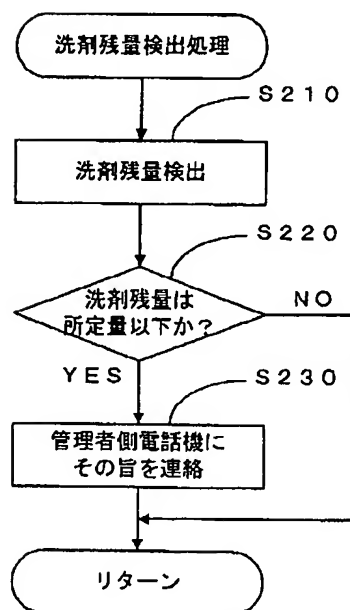 洗剤残量検出処理
S210
洗剤残量検出
S220
洗剤残量は
所定量以下か？
NO
YES
S230
管理者側電話機に
その旨を連絡
リターン